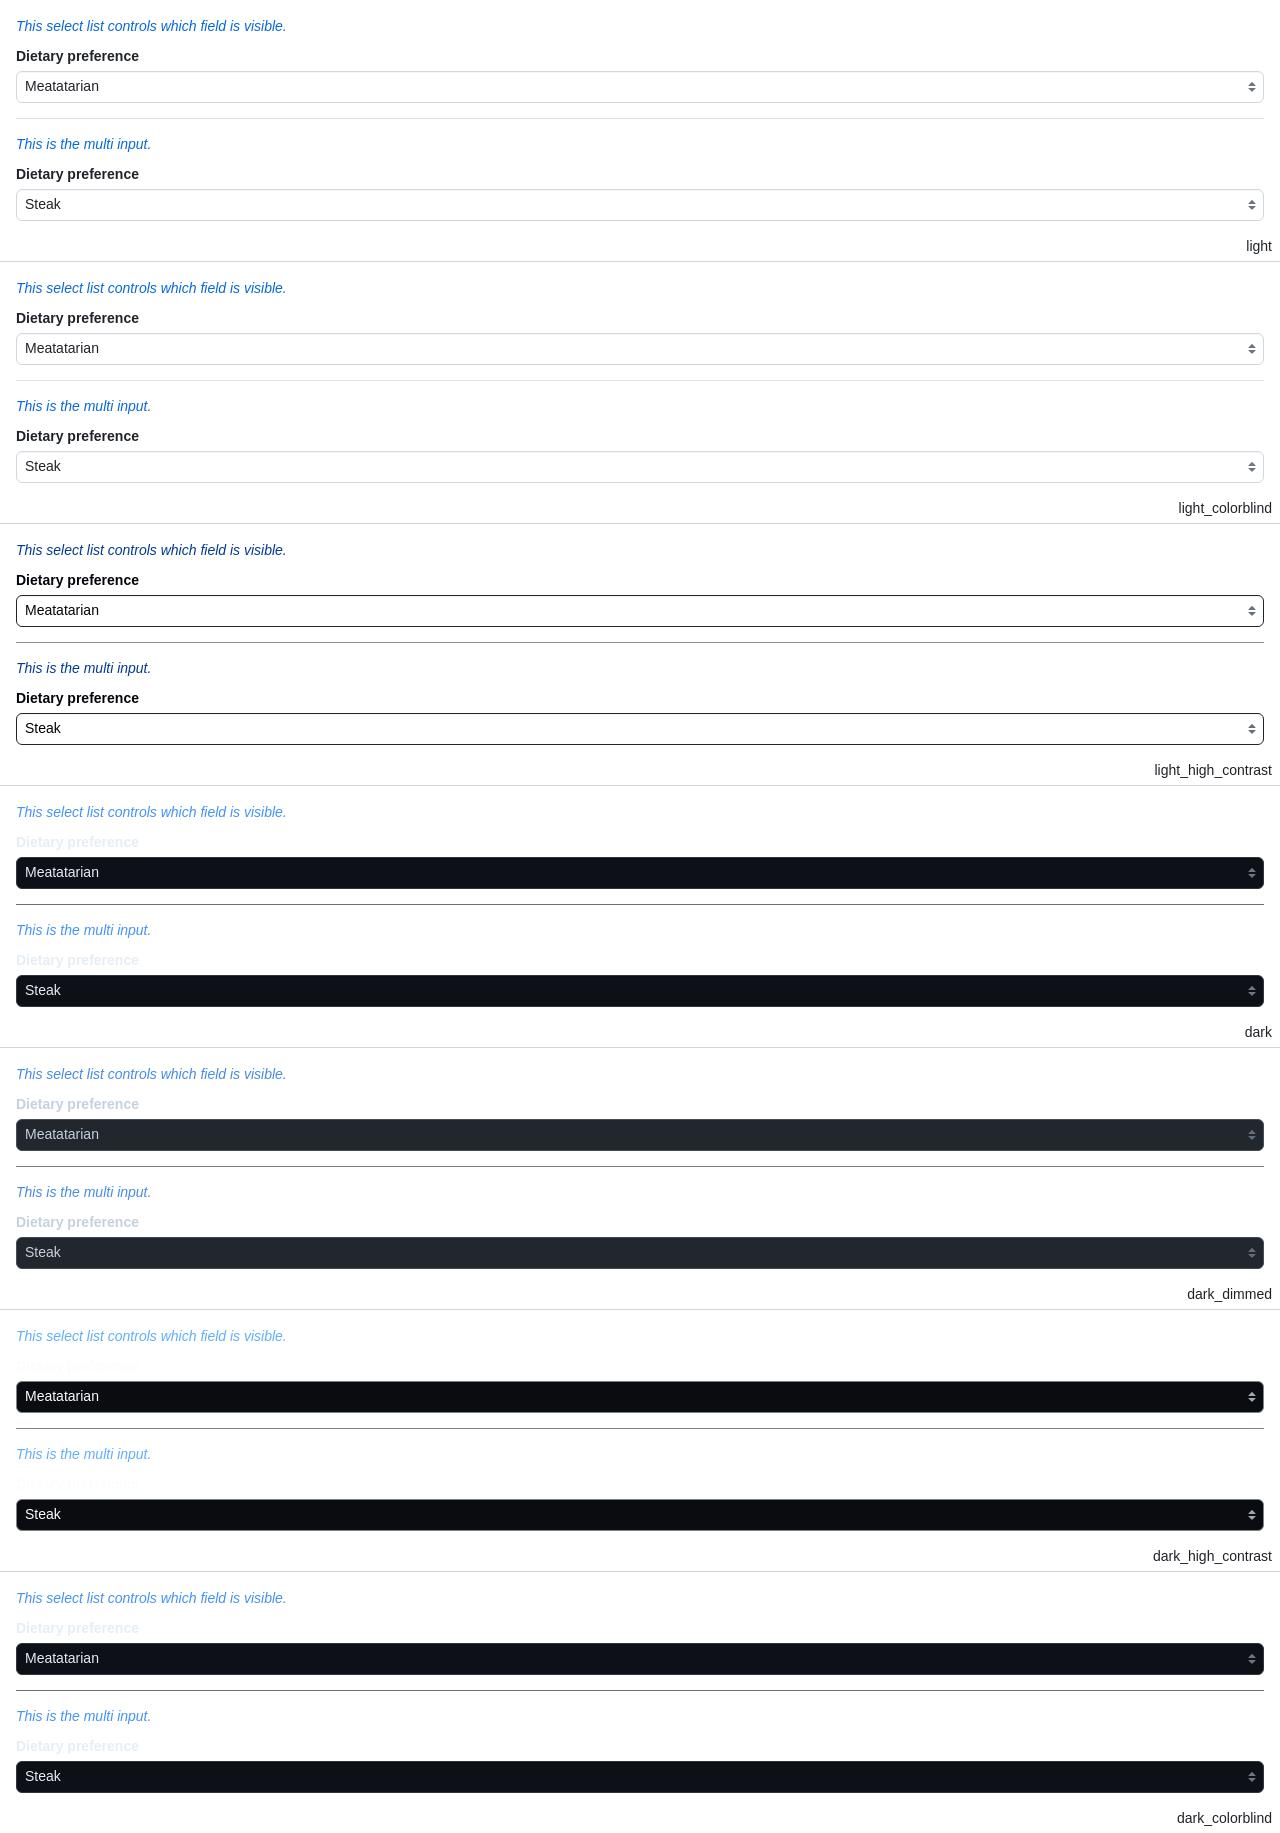 This select list controls which field is visible.
Dietary preference
Meatatarian
This is the multi input.
Dietary preference
Steak
light
This select list controls which field is visible.
Dietary preference
Meatatarian
This is the multi input.
Dietary preference
Steak
light_colorblind
This select list controls which field is visible.
Dietary preference
Meatatarian
This is the multi input.
Dietary preference
Steak
light_high_contrast
This select list controls which field is visible.
Dietary preference
Meatatarian
This is the multi input.
Dietary preference
Steak
dark
This select list controls which field is visible.
Dietary preference
Meatatarian
This is the multi input.
Dietary preference
Steak
dark_dimmed
This select list controls which field is visible.
Meatatarian
This is the multi input.
Steak
dark_high_contrast
This select list controls which field is visible.
Dietary preference
Meatatarian
This is the multi input.
Dietary preference
Steak
dark_colorblind